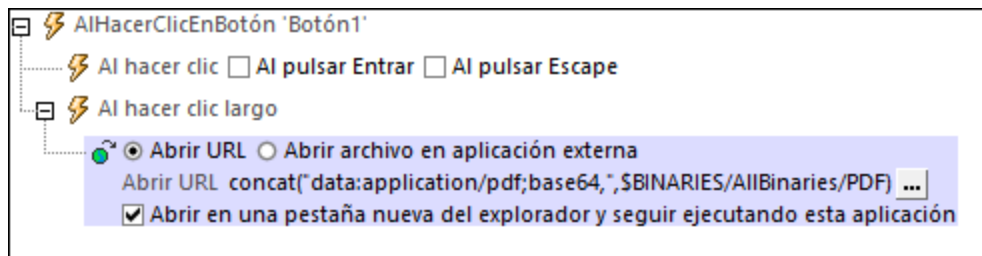 AlHacerClicEnBotón 'Botón1'
Al hacer clic Al pulsar Entrar Al pulsar Escape
Al hacer clic largo
Abrir URL Abrir archivo en aplicación externa
Abrir URL concat("data:application/pdf;base64,",$BINARIES/AllBinaries/PDF) ...
Abrir en una pestaña nueva del explorador y seguir ejecutando esta aplicación